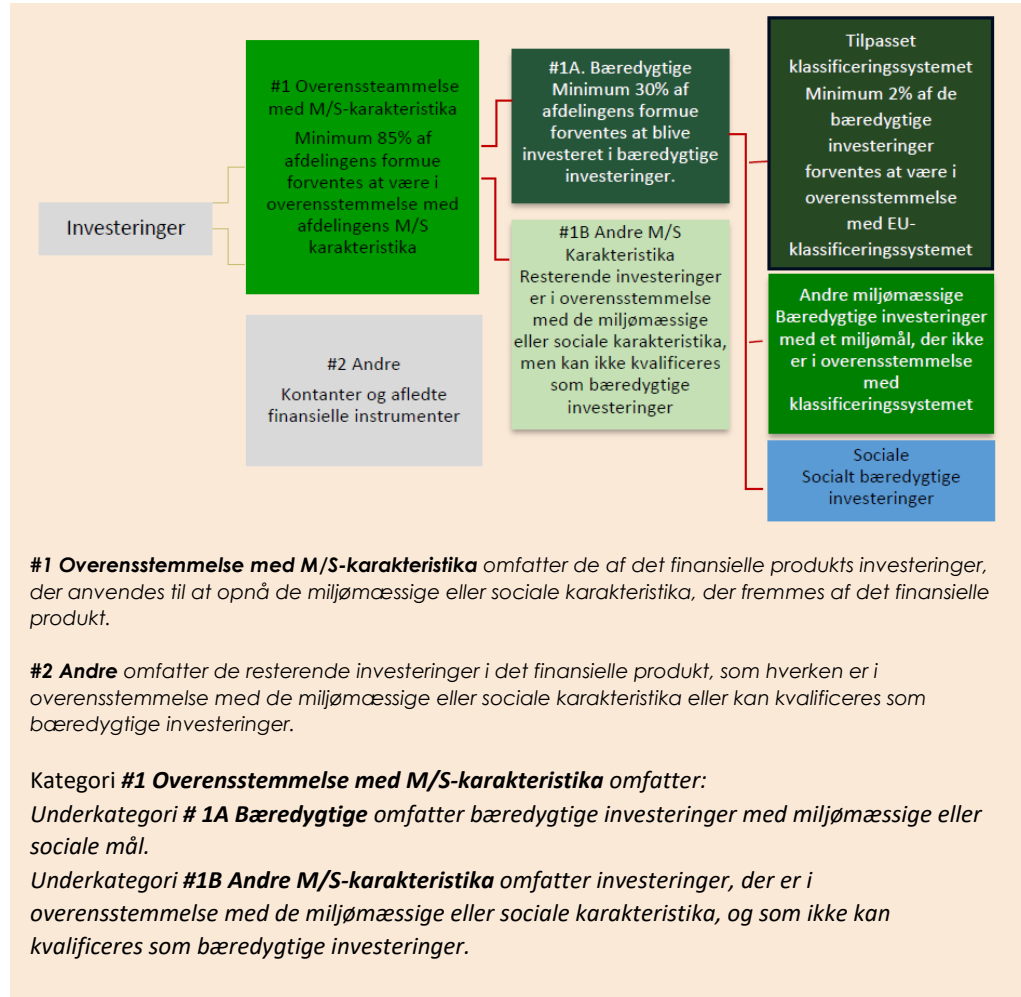 Investeringer
#1 Overenssteammelse
med M/S-karakteristika
Minimum 85% af
afdelingens formue
forventes at være i
overensstemmelse med
afdelingens M/S
karakteristika
#2 Andre
Kontanter og afledte
finansielle instrumenter
#1A. Bæredygtige
Minimum 30% af
afdelingens formue
forventes at blive
investeret i bæredygtige
investeringer.
#1B Andre M/S
Karakteristika
Resterende investeringer
er i overensstemmelse
med de miljømæssige
eller sociale karakteristika,
men kan ikke kvalificeres
som bæredygtige
investeringer
Tilpasset
klassificeringssystemet
Minimum 2% af de
bæredygtige
investeringer
forventes at være i
overensstemmelse
med EU-
klassificeringssystemet
Andre miljømæssige
Bæredygtige investeringer
med et miljømål, der ikke
er i overensstemmelse
med
klassificeringssystemet
Sociale
Socialt bæredygtige
investeringer
#1 Overensstemmelse med M/S-karakteristika omfatter de af det finansielle produkts investeringer,
der anvendes til at opnå de miljømæssige eller sociale karakteristika, der fremmes af det finansielle
produkt.
#2 Andre omfatter de resterende investeringer i det finansielle produkt, som hverken er i
overensstemmelse med de miljømæssige eller sociale karakteristika eller kan kvalificeres som
bæredygtige investeringer.
Kategori #1 Overensstemmelse med M/S-karakteristika omfatter:
Underkategori # 1A Bæredygtige omfatter bæredygtige investeringer med miljømæssige eller
sociale mål.
Underkategori #1B Andre M/S-karakteristika omfatter investeringer, der er i
overensstemmelse med de miljømæssige eller sociale karakteristika, og som ikke kan
kvalificeres som bæredygtige investeringer.